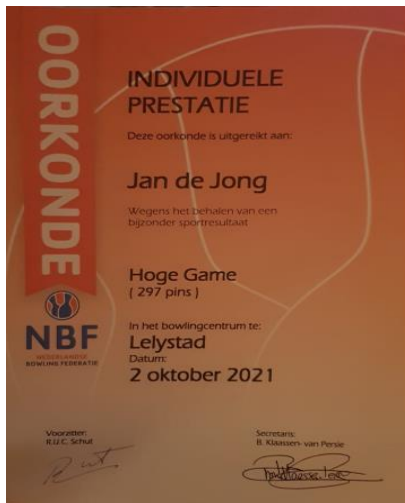 OORKONDE
INDIVIDUELE
PRESTATIE
Deze oorkonde is uitgereikt aan:
Jan de Jong
Wegens het behalen van een
bijzonder sportresultaat
Hoge Game
( 297 pins )
In het bowlingcentrum te:
Lelystad
Datum:
2 oktober 2021
NBF
NEDERLANDSE
BOWLING FEDERATIE
Voorzitter:
R.U.C. Schut
Secretaris:
B. Klaassen- van Persie